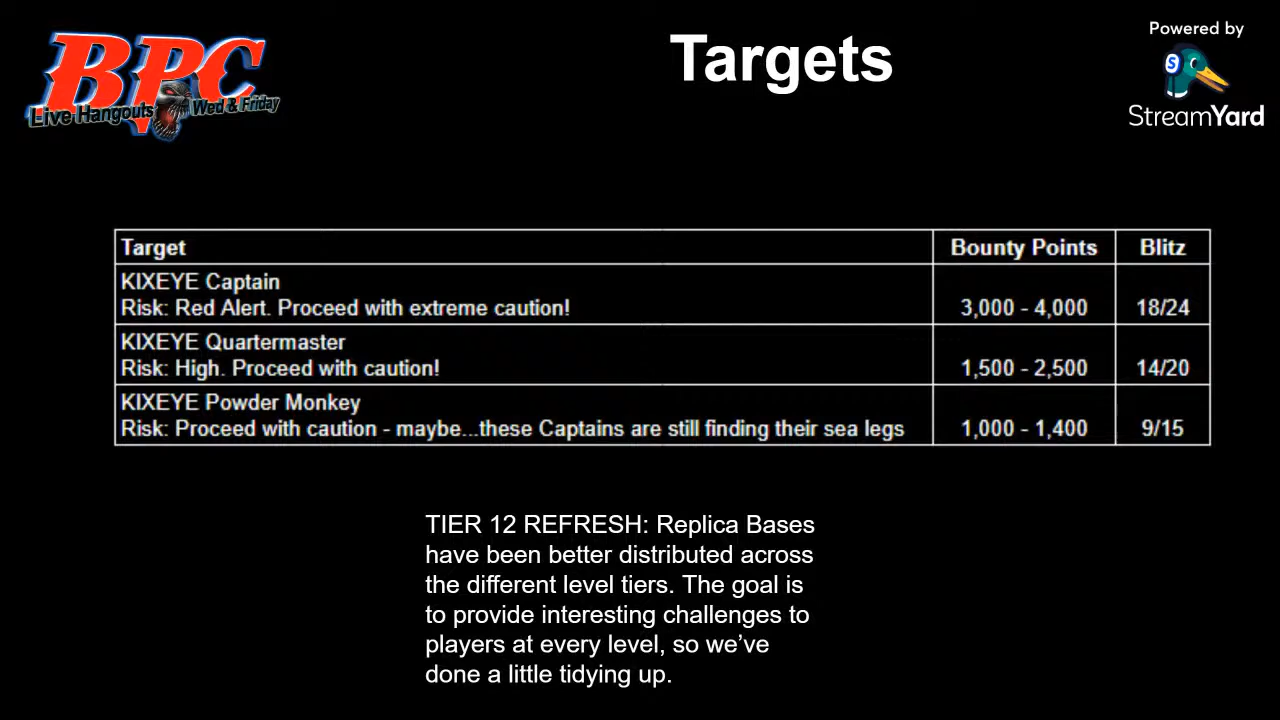 BPC
Live Hangouts Wed & Friday
Targets
Powered by
StreamYard
Target Bounty Points Blitz
KIXEYE Captain
Risk: Red Alert. Proceed with extreme caution! 3,000 - 4,000 18/24
KIXEYE Quartermaster
Risk: High. Proceed with caution! 1,500 - 2,500 14/20
KIXEYE Powder Monkey
Risk: Proceed with caution - maybe...these Captains are still finding their sea legs 1,000 - 1,400 9/15
TIER 12 REFRESH: Replica Bases
have been better distributed across
the different level tiers. The goal is
to provide interesting challenges to
players at every level, so we’ve
done a little tidying up.